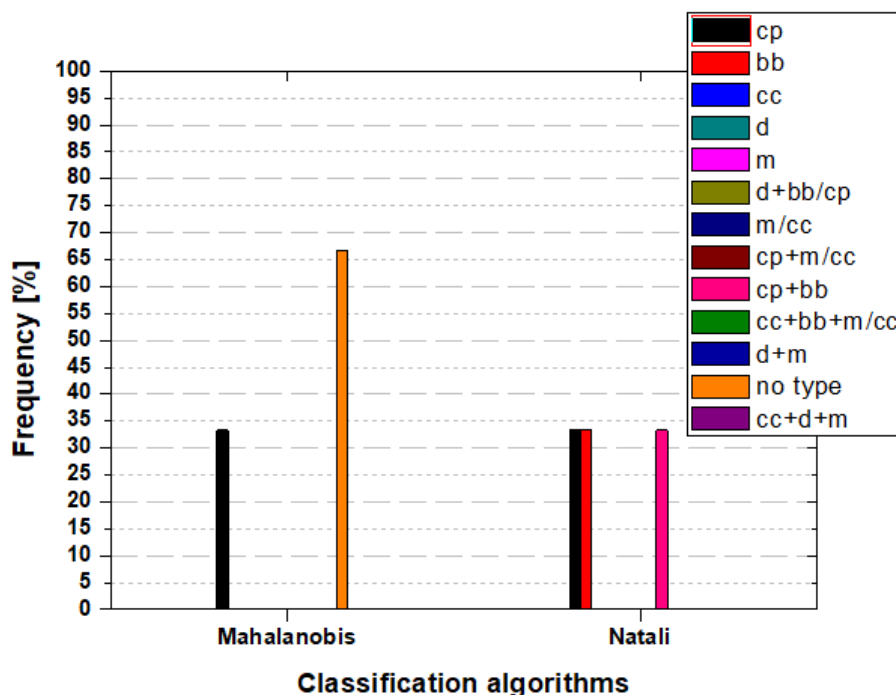 cp
bb
cc
d
m
d+bb/cp
m/cc
cp+m/cc
cp+bb
cc+bb+m/cc
d+m
no type
cc+d+m
100
95
90
85
80
75
70
65
60
55
50
45
40
35
30
25
20
15
10
5
0
Frequency [%]
Mahalanobis
Natali
Classification algorithms